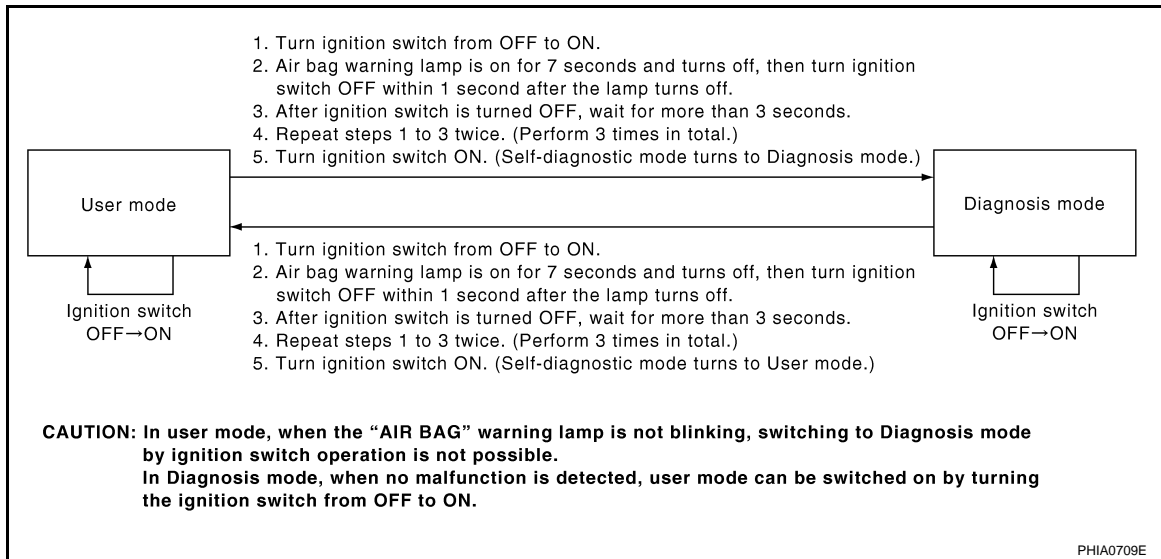 1. Turn ignition switch from OFF to ON.
2. Air bag warning lamp is on for 7 seconds and turns off, then turn ignition
switch OFF within 1 second after the lamp turns off.
3. After ignition switch is turned OFF, wait for more than 3 seconds.
4. Repeat steps 1 to 3 twice. (Perform 3 times in total.)
5. Turn ignition switch ON. (Self-diagnostic mode turns to Diagnosis mode.)
User mode
Diagnosis mode
1. Turn ignition switch from OFF to ON.
2. Air bag warning lamp is on for 7 seconds and turns off, then turn ignition
switch OFF within 1 second after the lamp turns off.
3. After ignition switch is turned OFF, wait for more than 3 seconds.
4. Repeat steps 1 to 3 twice. (Perform 3 times in total.)
5. Turn ignition switch ON. (Self-diagnostic mode turns to User mode.)
Ignition switch
OFF→ON
Ignition switch
OFF→ON
CAUTION: In user mode, when the “AIR BAG” warning lamp is not blinking, switching to Diagnosis mode
by ignition switch operation is not possible.
In Diagnosis mode, when no malfunction is detected, user mode can be switched on by turning
the ignition switch from OFF to ON.
PHIA0709E